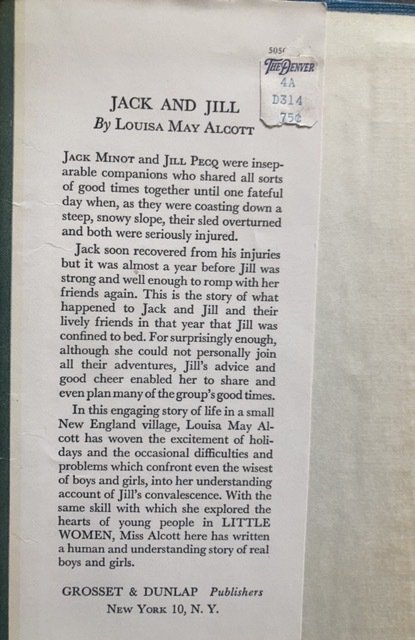 505
THE DENVER
4A
D314
75¢
JACK AND JILL
By LOUISA MAY ALCOTT
JACK MINOT and JILL PECQ were insep-
arable companions who shared all sorts
of good times together until one fateful
day when, as they were coasting down a
steep, snowy slope, their sled overturned
and both were seriously injured.
Jack soon recovered from his injuries
but it was almost a year before Jill was
strong and well enough to romp with her
friends again. This is the story of what
happened to Jack and Jill and their
lively friends in that year that Jill was
confined to bed. For surprisingly enough,
although she could not personally join
all their adventures, Jill's advice and
good cheer enabled her to share and
even plan many of the group's good times.
In this engaging story of life in a small
New England village, Louisa May Al-
cott has woven the excitement of holi-
days and the occasional difficulties and
problems which confront even the wisest
of boys and girls, into her understanding
account of Jill's convalescence. With the
same skill with which she explored the
hearts of young people in LITTLE
WOMEN, Miss Alcott here has written
a human and understanding story of real
boys and girls.
GROSSET & DUNLAP Publishers
NEW YORK 10, N. Y.